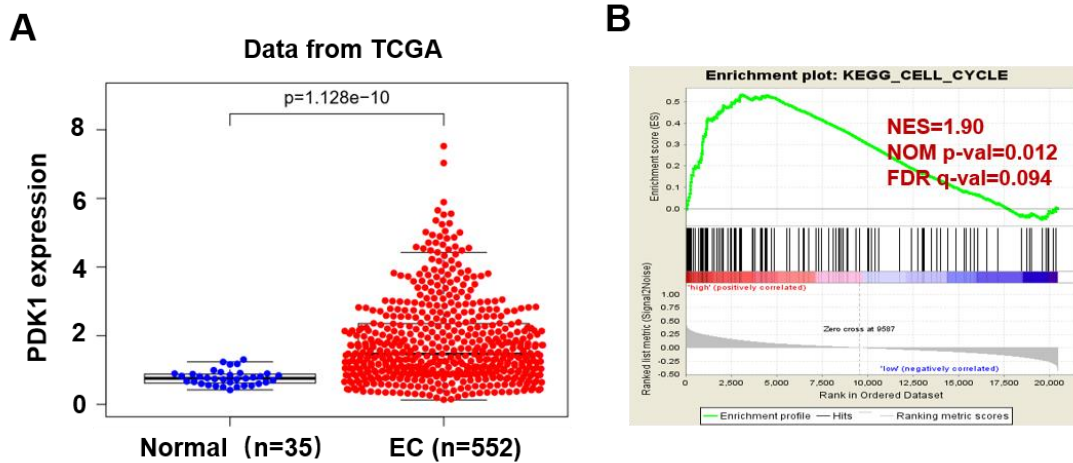 A
Data from TCGA
p=1.128e-10
PDK1 expression
8
6
4
2
0
Normal (n=35)
EC (n=552)
B
Enrichment plot: KEGG_CELL_CYCLE
Enrichment score (ES)
0.5
0.4
0.3
0.2
0.1
0.0
NES=1.90
NOM p-val=0.012
FDR q-val=0.094
Ranked list metric (Signal2Noise)
'high' (positively correlated)
1.00
0.75
0.50
0.25
0.00
-0.25
-0.50
Zero cross at 9587
'low' (negatively correlated)
0 2,500 5,000 7,500 10,000 12,500 15,000 17,500 20,000
Rank in Ordered Dataset
Enrichment profile Hits Ranking metric scores